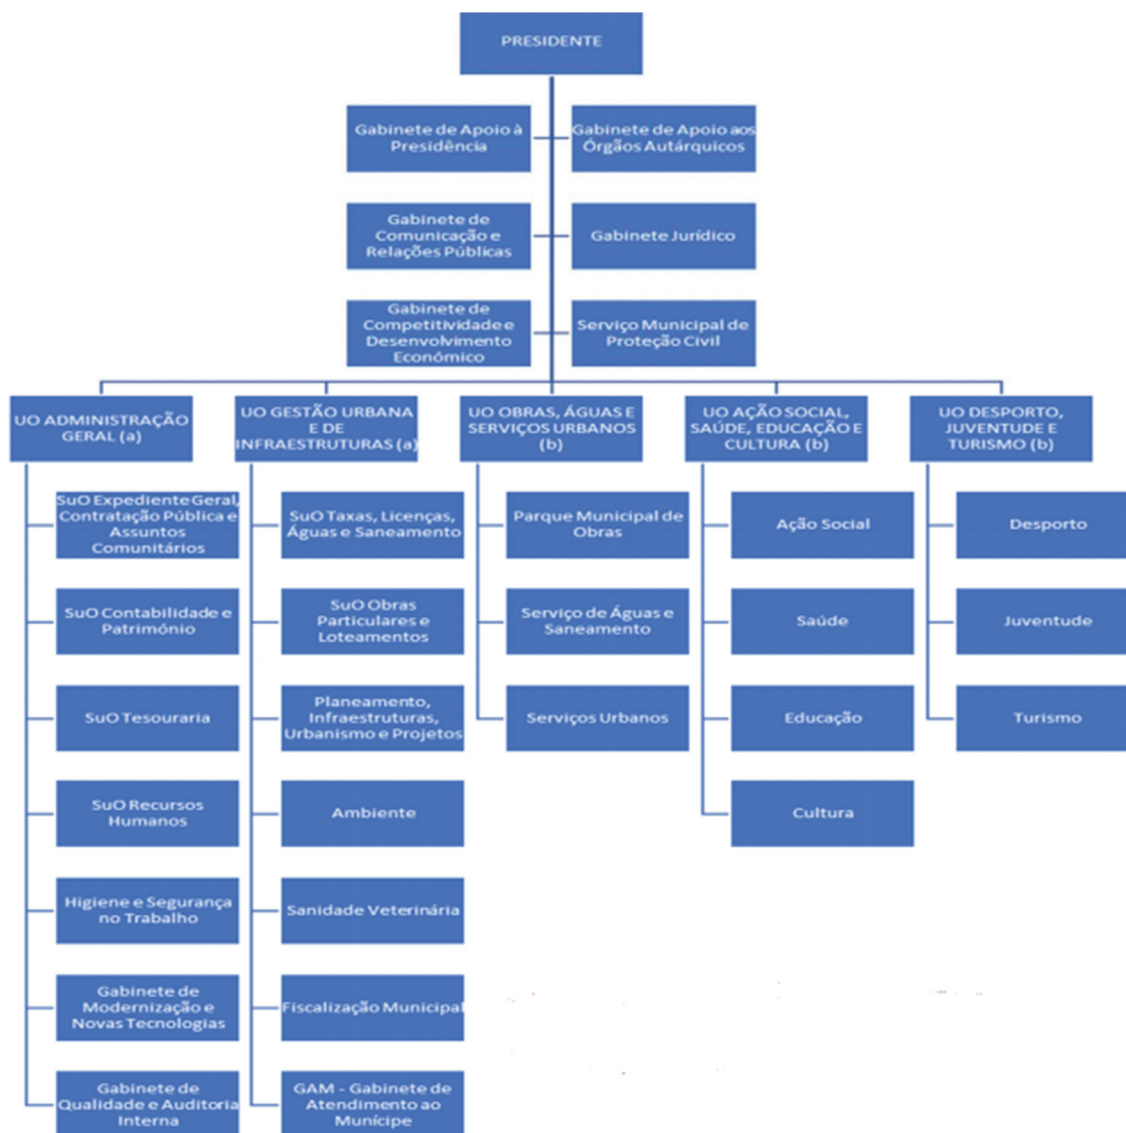 PRESIDENTE
Gabinete de Apoio à
Presidência
Gabinete de Apoio aos
Órgãos Autárquicos
Gabinete de
Comunicação e
Relações Públicas
Gabinete Jurídico
Gabinete de
Competitividade e
Desenvolvimento
Económico
Serviço Municipal de
Proteção Civil
UO ADMINISTRAÇÃO
GERAL (a)
SuO Expediente Geral,
Contratação Pública e
Assuntos
Comunitários
SuO Contabilidade e
Património
SuO Tesouraria
SuO Recursos
Humanos
Higiene e Segurança
no Trabalho
Gabinete de
Modernização e
Novas Tecnologias
Gabinete de
Qualidade e Auditoria
Interna
UO GESTÃO URBANA
E DE
INFRAESTRUTURAS (a)
SuO Taxas, Licenças,
Águas e Saneamento
SuO Obras
Particulares e
Loteamentos
Planeamento,
Infraestruturas,
Urbanismo e Projetos
Ambiente
Sanidade Veterinária
Fiscalização Municipal
GAM - Gabinete de
Atendimento ao
Munícipe
UO OBRAS, ÁGUAS E
SERVIÇOS URBANOS
(b)
Parque Municipal de
Obras
Serviço de Águas e
Saneamento
Serviços Urbanos
UO AÇÃO SOCIAL,
SAÚDE, EDUCAÇÃO E
CULTURA (b)
Ação Social
Saúde
Educação
Cultura
UO DESPORTO,
JUVENTUDE E
TURISMO (b)
Desporto
Juventude
Turismo